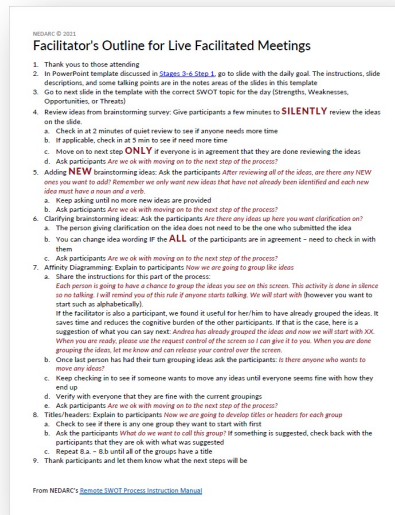 NEDARC © 2021
Facilitator's Outline for Live Facilitated Meetings
1. Thank yous to those attending
2. In PowerPoint template discussed in Stages 3-6 Step 1, go to slide with the daily goal. The instructions, slide
descriptions, and some talking points are in the notes areas of the slides in this template
3. Go to next slide in the template with the correct SWOT topic for the day (Strengths, Weaknesses,
Opportunities, or Threats)
4. Review ideas from brainstorming survey: Give participants a few minutes to SILENTLY review the ideas
on the slide.
a. Check in at 2 minutes of quiet review to see if anyone needs more time
b. If applicable, check in at 5 min to see if need more time
c. Move on to next step ONLY if everyone is in agreement that they are done reviewing the ideas
d. Ask participants Are we ok with moving on to the next step of the process?
5. Adding NEW brainstorming ideas: Ask the participants After reviewing all of the ideas, are there any NEW
ones you want to add? Remember we only want new ideas that have not already been identified and each new
idea must have a noun and a verb.
a. Keep asking until no more new ideas are provided
b. Ask participants Are we ok with moving on to the next step of the process?
6. Clarifying brainstorming ideas: Ask the participants Are there any ideas up here you want clarification on?
a. The person giving clarification on the idea does not need to be the one who submitted the idea
b. You can change idea wording IF the ALL of the participants are in agreement – need to check in with
them
c. Ask participants Are we ok with moving on to the next step of the process?
7. Affinity Diagramming: Explain to participants Now we are going to group like ideas
a. Share the instructions for this part of the process:
Each person is going to have a chance to group the ideas you see on this screen. This activity is done in silence
so no talking. I will remind you of this rule if anyone starts talking. We will start with (however you want to
start such as alphabetically).
If the facilitator is also a participant, we found it useful for her/him to have already grouped the ideas. It
saves time and reduces the cognitive burden of the other participants. If that is the case, here is a
suggestion of what you can say next: Andrea has already grouped the ideas and now we will start with XX.
When you are ready, please use the request control of the screen so I can give it to you. When you are done
grouping the ideas, let me know and can release your control over the screen.
b. Once last person has had their turn grouping ideas ask the participants: Is there anyone who wants to
move any ideas?
c. Keep checking in to see if someone wants to move any ideas until everyone seems fine with how they
end up
d. Verify with everyone that they are fine with the current groupings
e. Ask participants Are we ok with moving on to the next step of the process?
8. Titles/headers: Explain to participants Now we are going to develop titles or headers for each group
a. Check to see if there is any one group they want to start with first
b. Ask the participants What do we want to call this group? If something is suggested, check back with the
participants that they are ok with what was suggested
c. Repeat 8.a. – 8.b until all of the groups have a title
9. Thank participants and let them know what the next steps will be
From NEDARC's Remote SWOT Process Instruction Manual